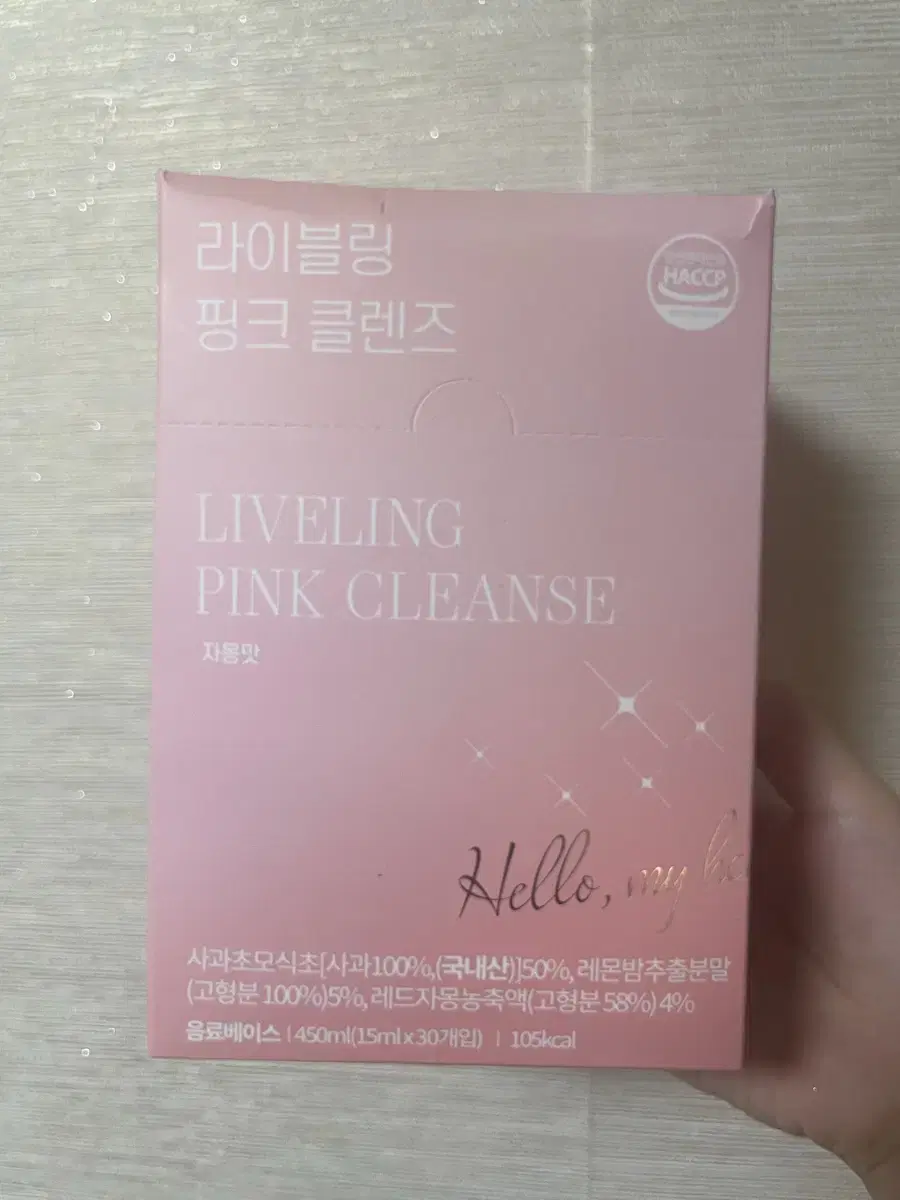 라이블링
핑크 클렌즈
HACCP
LIVELING
PINK CLEANSE
자몽맛
Hello, my
사과초모식초[사과100%,(국내산)]50%, 레몬밤추출분말
(고형분 100%)5%, 레드자몽농축액(고형분 58%) 4%
음료베이스 | 450ml(15ml x 30개입) | 105kcal